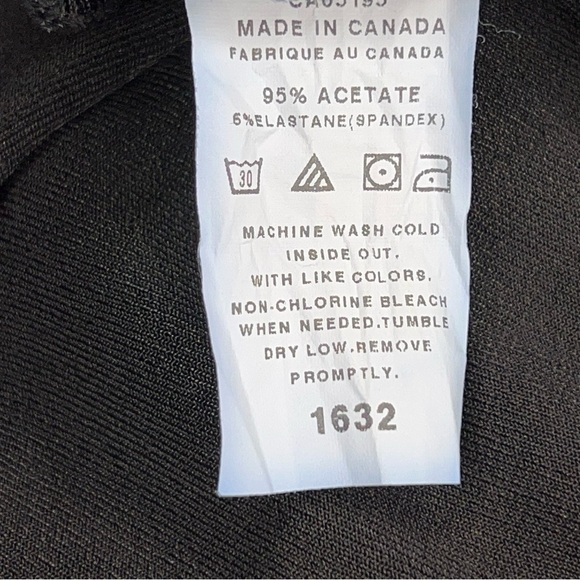 CA05195
MADE IN CANADA
FABRIQUE AU CANADA
95% ACETATE
5%ELASTANE(SPANDEX)
30
MACHINE WASH COLD
INSIDE OUT.
WITH LIKE COLORS.
NON-CHLORINE BLEACH
WHEN NEEDED.TUMBLE
DRY LOW.REMOVE
PROMPTLY.
1632